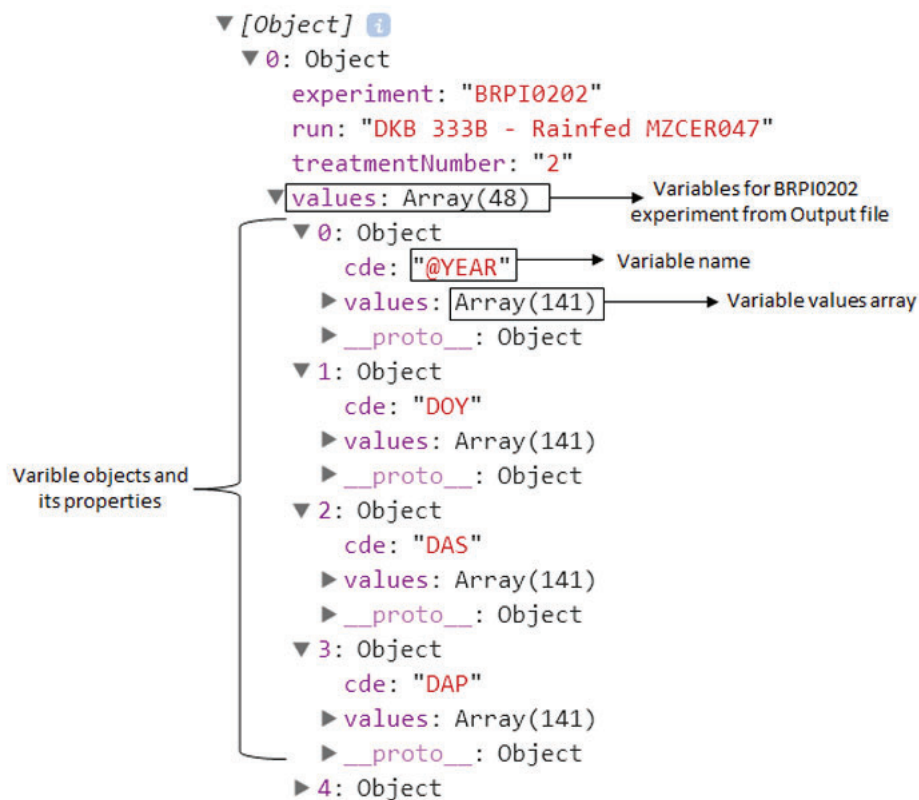 ▼ [Object] i
▼ 0: Object
experiment: "BRPI0202"
run: "DKB 333B - Rainfed MZCER047"
treatmentNumber: "2"
▼ values: Array(48)
Variables for BRPI0202
experiment from Output file
▼ 0: Object
cde: "@YEAR"
Variable name
▶ values: Array(141)
Variable values array
▶ __proto__: Object
▼ 1: Object
cde: "DOY"
▶ values: Array(141)
▶ __proto__: Object
Varible objects and
its properties
▼ 2: Object
cde: "DAS"
▶ values: Array(141)
▶ __proto__: Object
▼ 3: Object
cde: "DAP"
▶ values: Array(141)
▶ __proto__: Object
▶ 4: Object